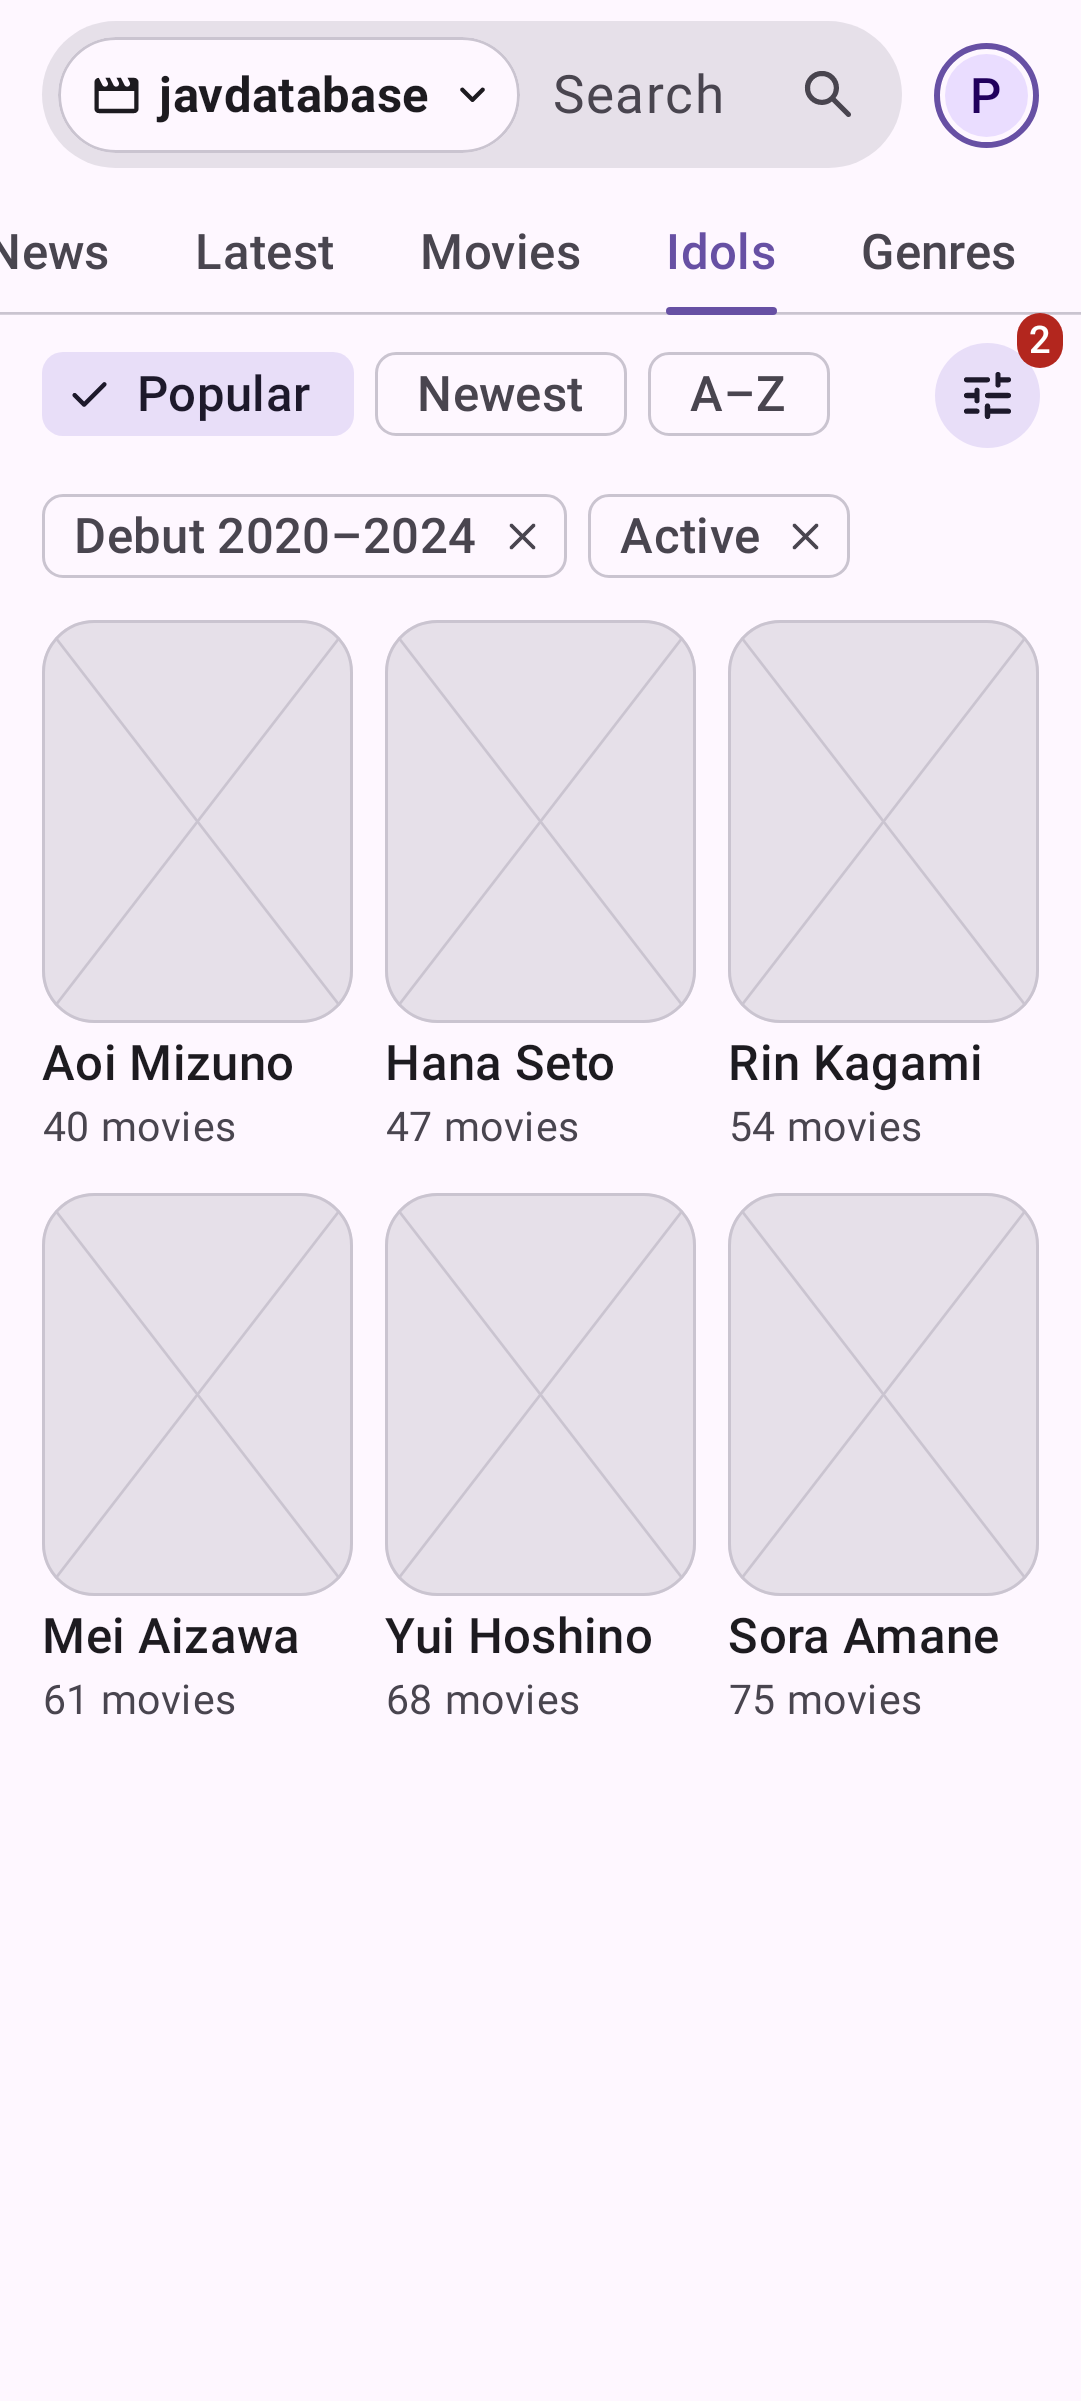 javdatabase Search P
News Latest Movies Idols Genres
2
Popular Newest A–Z
Debut 2020–2024 Active
Aoi Mizuno Hana Seto Rin Kagami
40 movies 47 movies 54 movies
Mei Aizawa Yui Hoshino Sora Amane
61 movies 68 movies 75 movies